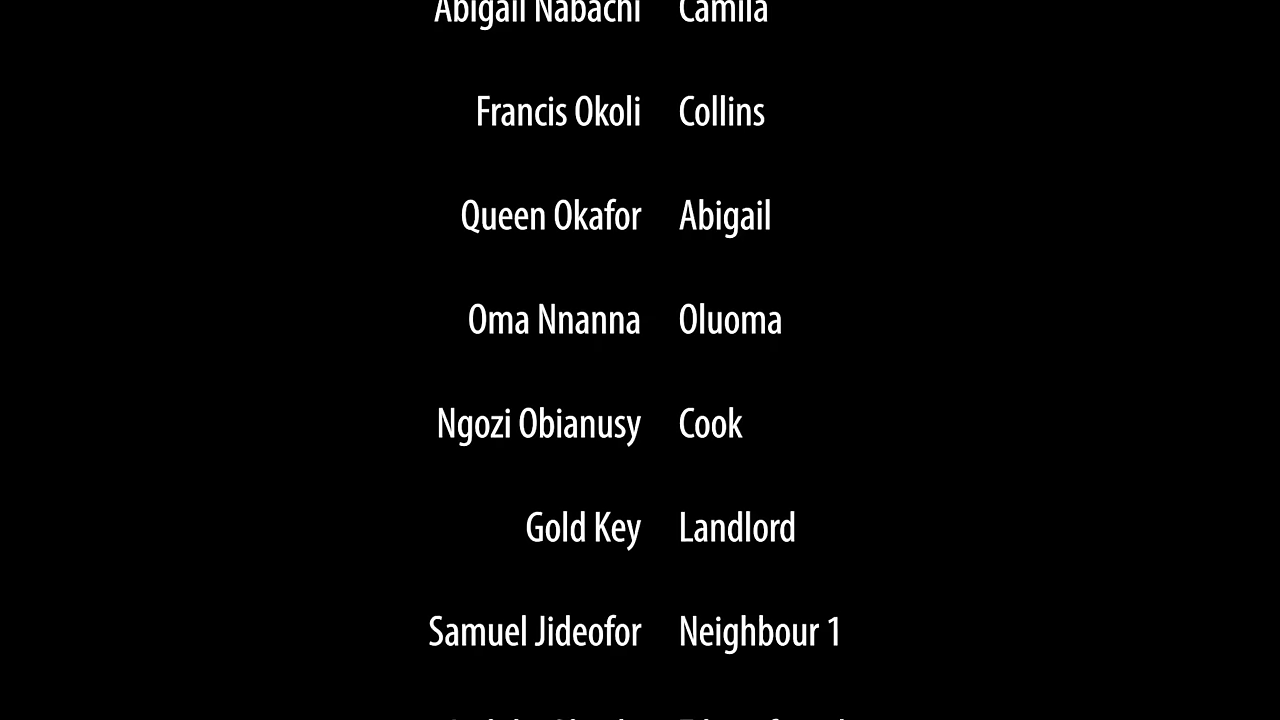 Abigail Nabachi Camila
Francis Okoli Collins
Queen Okafor Abigail
Oma Nnanna Oluoma
Ngozi Obianusy Cook
Gold Key Landlord
Samuel Jideofor Neighbour 1